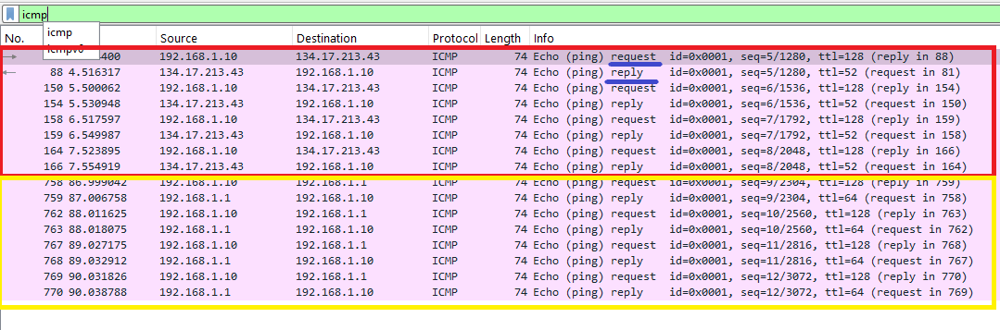 icmp
icmp
icmpv6
No. Source Destination Protocol Length Info
400 192.168.1.10 134.17.213.43 ICMP 74 Echo (ping) request id=0x0001, seq=5/1280, ttl=128 (reply in 88)
88 4.516317 134.17.213.43 192.168.1.10 ICMP 74 Echo (ping) reply id=0x0001, seq=5/1280, ttl=52 (request in 81)
150 5.500062 192.168.1.10 134.17.213.43 ICMP 74 Echo (ping) request id=0x0001, seq=6/1536, ttl=128 (reply in 154)
154 5.530948 134.17.213.43 192.168.1.10 ICMP 74 Echo (ping) reply id=0x0001, seq=6/1536, ttl=52 (request in 150)
158 6.517597 192.168.1.10 134.17.213.43 ICMP 74 Echo (ping) request id=0x0001, seq=7/1792, ttl=128 (reply in 159)
159 6.549987 134.17.213.43 192.168.1.10 ICMP 74 Echo (ping) reply id=0x0001, seq=7/1792, ttl=52 (request in 158)
164 7.523895 192.168.1.10 134.17.213.43 ICMP 74 Echo (ping) request id=0x0001, seq=8/2048, ttl=128 (reply in 166)
166 7.554919 134.17.213.43 192.168.1.10 ICMP 74 Echo (ping) reply id=0x0001, seq=8/2048, ttl=52 (request in 164)
758 86.999042 192.168.1.10 192.168.1.1 ICMP 74 Echo (ping) request id=0x0001, seq=9/2304, ttl=128 (reply in 759)
759 87.006758 192.168.1.1 192.168.1.10 ICMP 74 Echo (ping) reply id=0x0001, seq=9/2304, ttl=64 (request in 758)
762 88.011625 192.168.1.10 192.168.1.1 ICMP 74 Echo (ping) request id=0x0001, seq=10/2560, ttl=128 (reply in 763)
763 88.018075 192.168.1.1 192.168.1.10 ICMP 74 Echo (ping) reply id=0x0001, seq=10/2560, ttl=64 (request in 762)
767 89.027175 192.168.1.10 192.168.1.1 ICMP 74 Echo (ping) request id=0x0001, seq=11/2816, ttl=128 (reply in 768)
768 89.032912 192.168.1.1 192.168.1.10 ICMP 74 Echo (ping) reply id=0x0001, seq=11/2816, ttl=64 (request in 767)
769 90.031826 192.168.1.10 192.168.1.1 ICMP 74 Echo (ping) request id=0x0001, seq=12/3072, ttl=128 (reply in 770)
770 90.038788 192.168.1.1 192.168.1.10 ICMP 74 Echo (ping) reply id=0x0001, seq=12/3072, ttl=64 (request in 769)